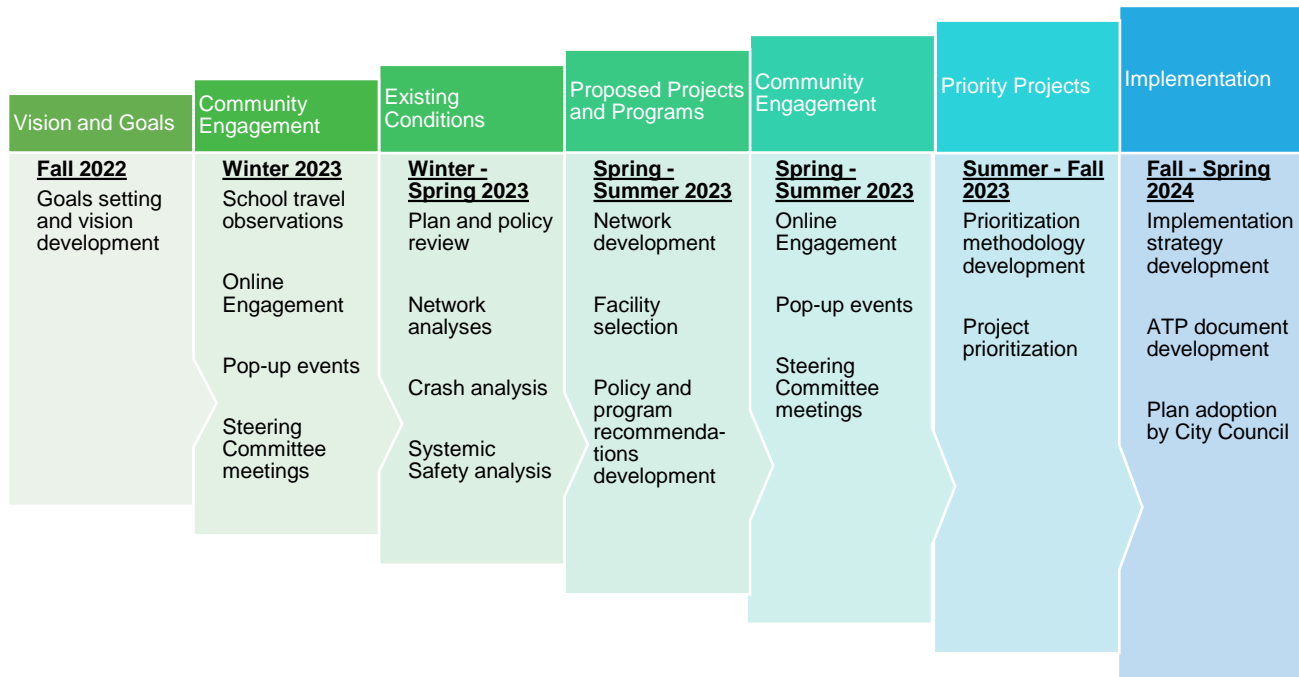 Vision and Goals
Fall 2022
Goals setting
and vision
development
Community
Engagement
Winter 2023
School travel
observations
Online
Engagement
Pop-up events
Steering
Committee
meetings
Existing
Conditions
Winter -
Spring 2023
Plan and policy
review
Network
analyses
Crash analysis
Systemic
Safety analysis
Proposed Projects
and Programs
Spring -
Summer 2023
Network
development
Facility
selection
Policy and
program
recommenda-
tions
development
Community
Engagement
Spring -
Summer 2023
Online
Engagement
Pop-up events
Steering
Committee
meetings
Priority Projects
Summer - Fall
2023
Prioritization
methodology
development
Project
prioritization
Implementation
Fall - Spring
2024
Implementation
strategy
development
ATP document
development
Plan adoption
by City Council